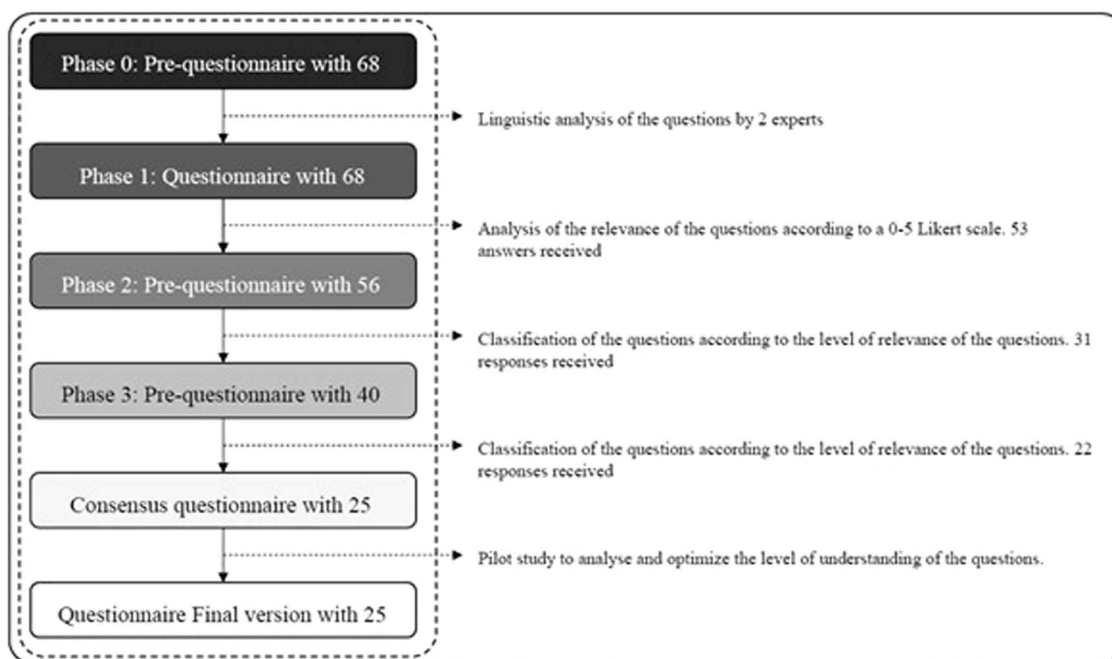 Phase 0: Pre-questionnaire with 68
Linguistic analysis of the questions by 2 experts
Phase 1: Questionnaire with 68
Analysis of the relevance of the questions according to a 0-5 Likert scale. 53
answers received
Phase 2: Pre-questionnaire with 56
Classification of the questions according to the level of relevance of the questions. 31
responses received
Phase 3: Pre-questionnaire with 40
Classification of the questions according to the level of relevance of the questions. 22
responses received
Consensus questionnaire with 25
Pilot study to analyse and optimize the level of understanding of the questions.
Questionnaire Final version with 25